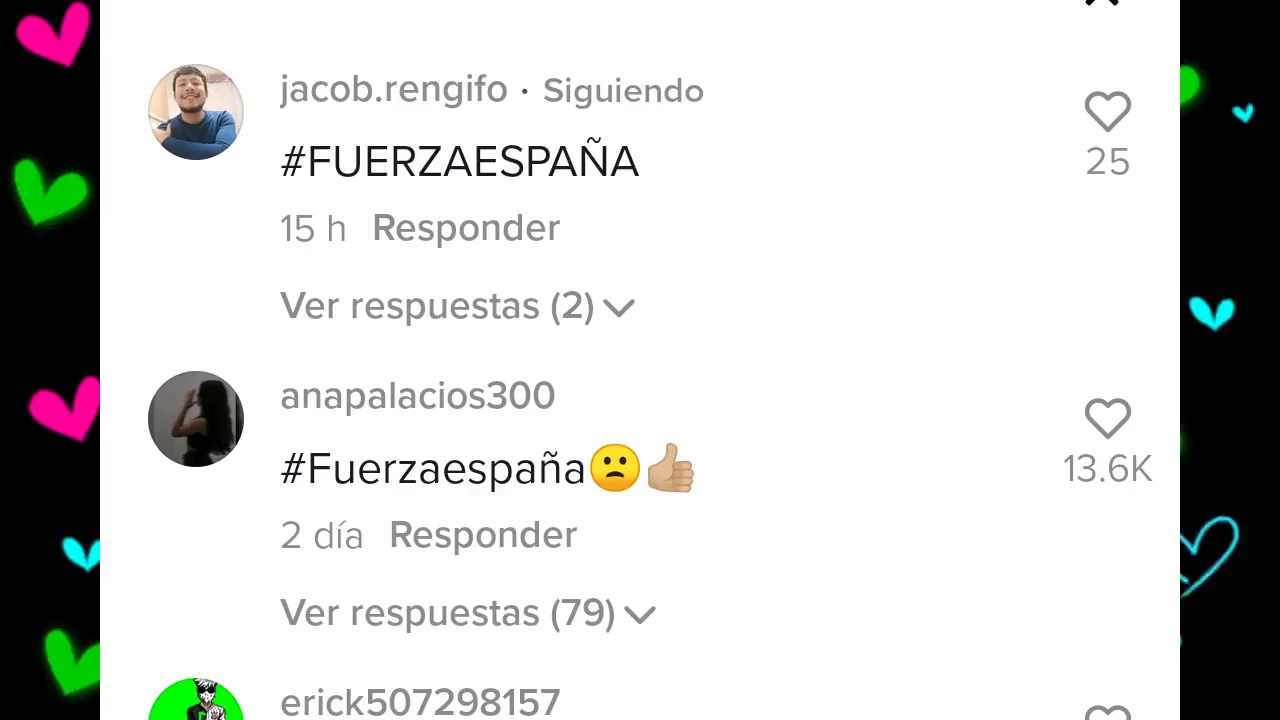 jacob.rengifo · Siguiendo
#FUERZAESPAÑA
25
15 h Responder
Ver respuestas (2)
anapalacios300
#Fuerzaespaña🙁👍🏼
13.6K
2 día Responder
Ver respuestas (79)
erick507298157